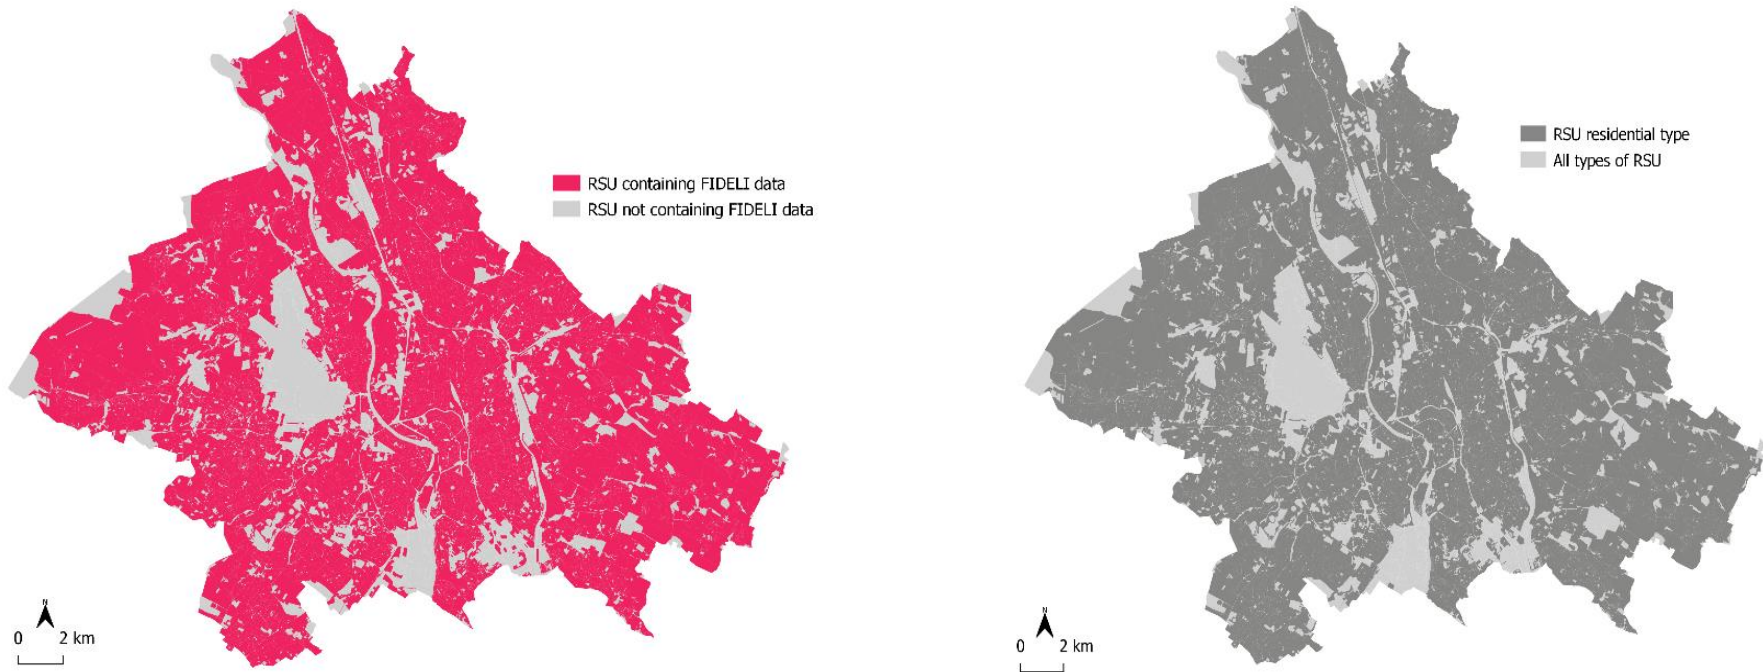 RSU containing FIDELI data
RSU not containing FIDELI data
N
0 2 km
RSU residential type
All types of RSU
N
0 2 km